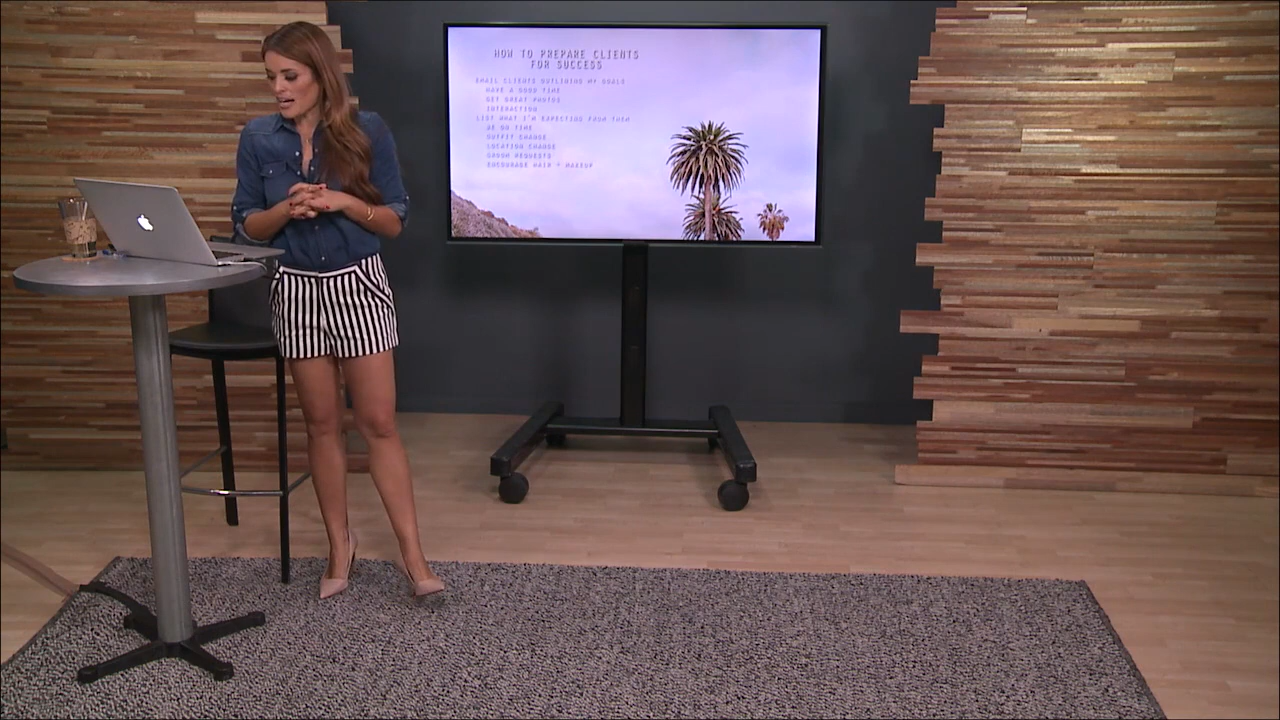 HOW TO PREPARE CLIENTS
FOR SUCCESS
EMAIL CLIENTS OUTLINING MY GOALS
HAVE A GOOD TIME
GET GREAT PHOTOS
INTERACTION
LIST WHAT I'M EXPECTING FROM THEM
BE ON TIME
OUTFIT CHANGE
LOCATION CHANGE
GROOM REQUESTS
ENCOURAGE HAIR + MAKEUP